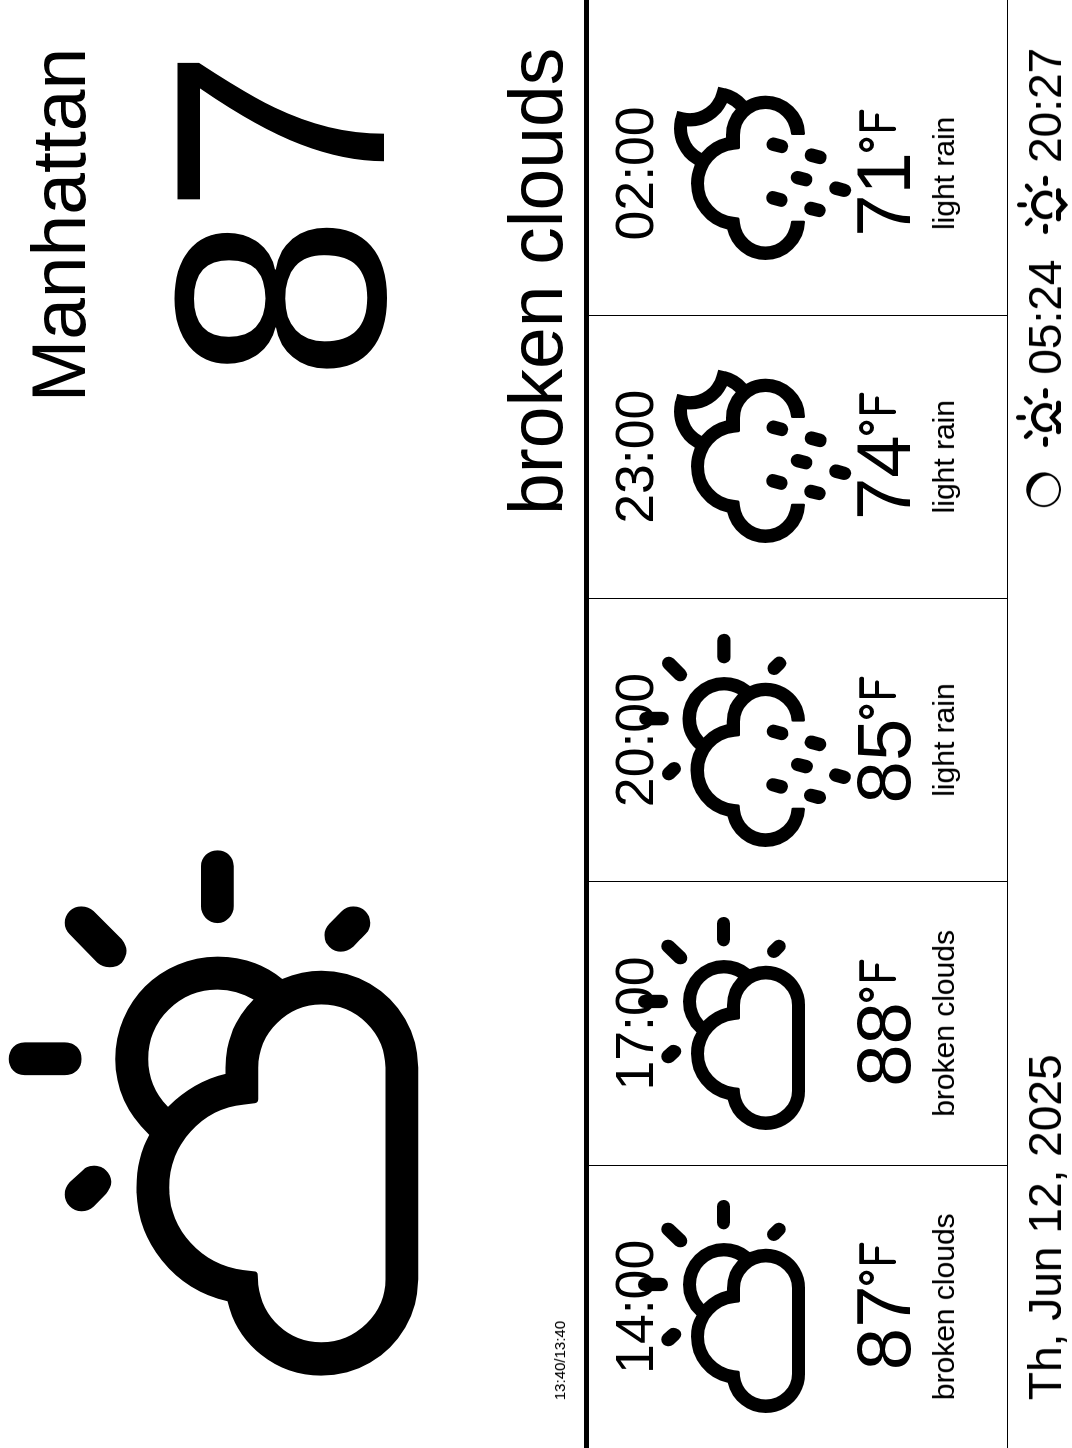 Manhattan
87
broken clouds
13:40/13:40
14:00 17:00 20:00 23:00 02:00
87°F 88°F 85°F 74°F 71°F
broken clouds broken clouds light rain light rain light rain
Th, Jun 12, 2025 05:24 20:27